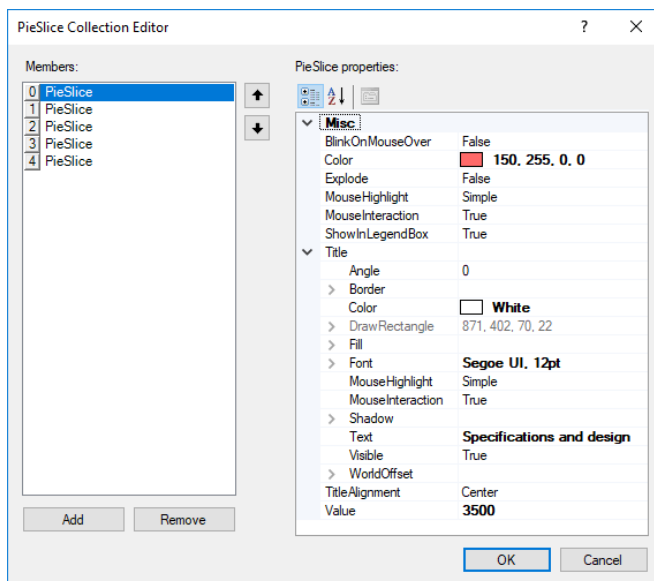 PieSlice Collection Editor
?
Members:
0 PieSlice
1 PieSlice
2 PieSlice
3 PieSlice
4 PieSlice
Add
Remove
PieSlice properties:
Misc
BlinkOnMouseOver False
Color 150, 255, 0, 0
Explode False
MouseHighlight Simple
MouseInteraction True
ShowInLegendBox True
Title
Angle 0
Border
Color White
DrawRectangle 871, 402, 70, 22
Fill
Font Segoe UI, 12pt
MouseHighlight Simple
MouseInteraction True
Shadow
Text Specifications and design
Visible True
WorldOffset
TitleAlignment Center
Value 3500
OK
Cancel